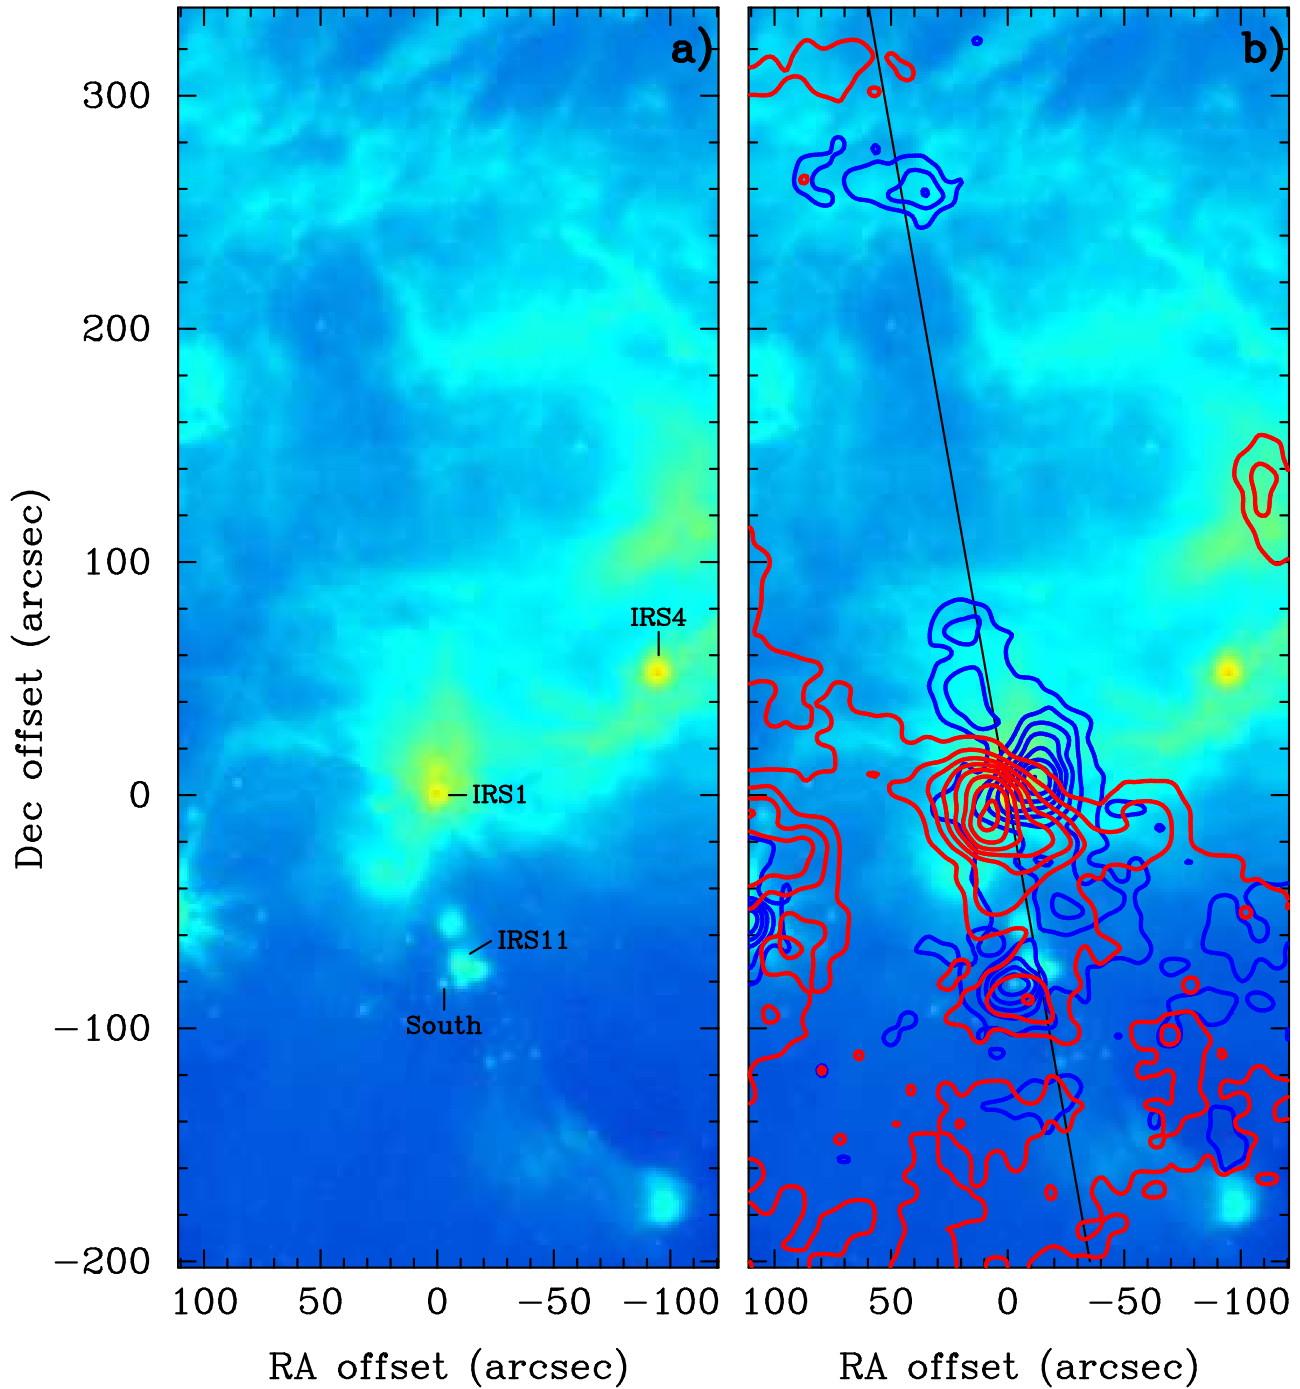 a)
b)
300
200
100
0
−100
−200
Dec offset (arcsec)
IRS4
IRS1
IRS11
South
100 50 0 −50 −100
100 50 0 −50 −100
RA offset (arcsec)
RA offset (arcsec)